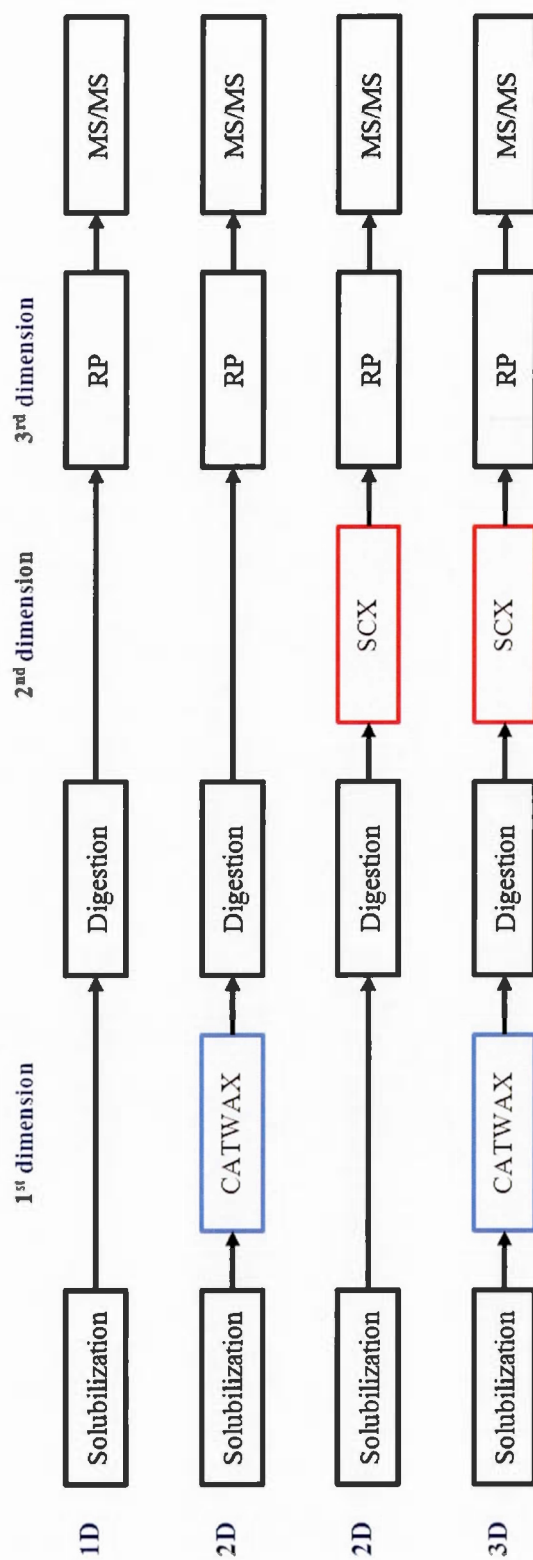 1st dimension 2nd dimension 3rd dimension
1D Solubilization Digestion RP MS/MS
2D Solubilization CATWAX Digestion RP MS/MS
2D Solubilization Digestion SCX RP MS/MS
3D Solubilization CATWAX Digestion SCX RP MS/MS